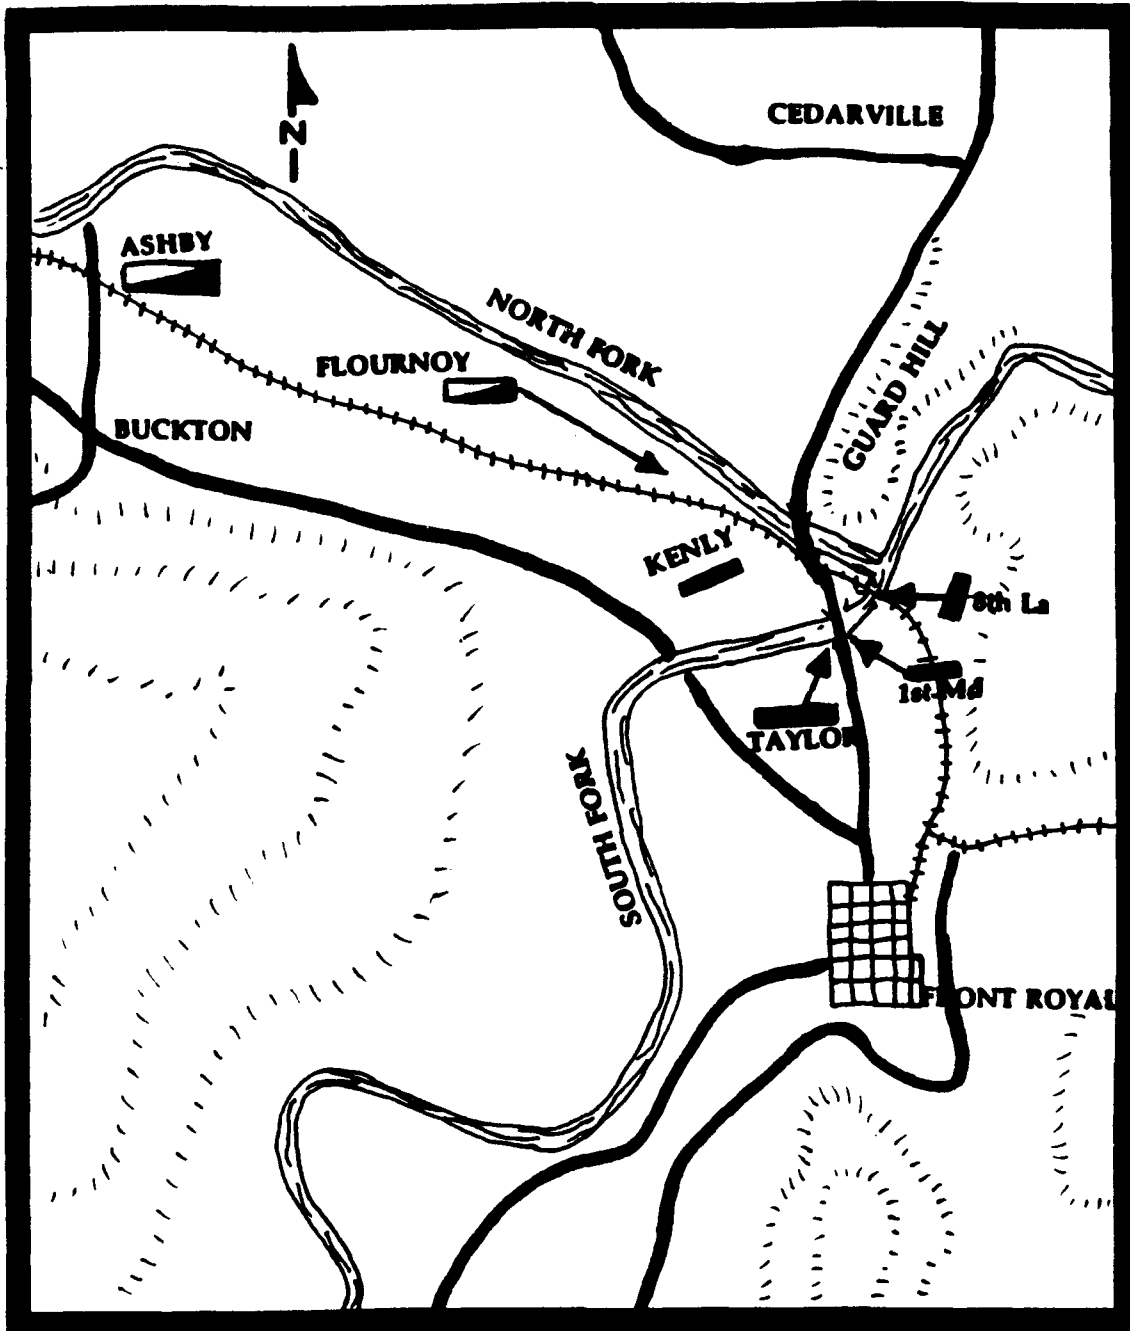 CEDARVILLE
N
ASHBY
NORTH FORK
FLOURNOY
GUARD HILL
BUCKTON
KENLY
8th La
1st Md
TAYLOR
SOUTH FORK
FRONT ROYAL